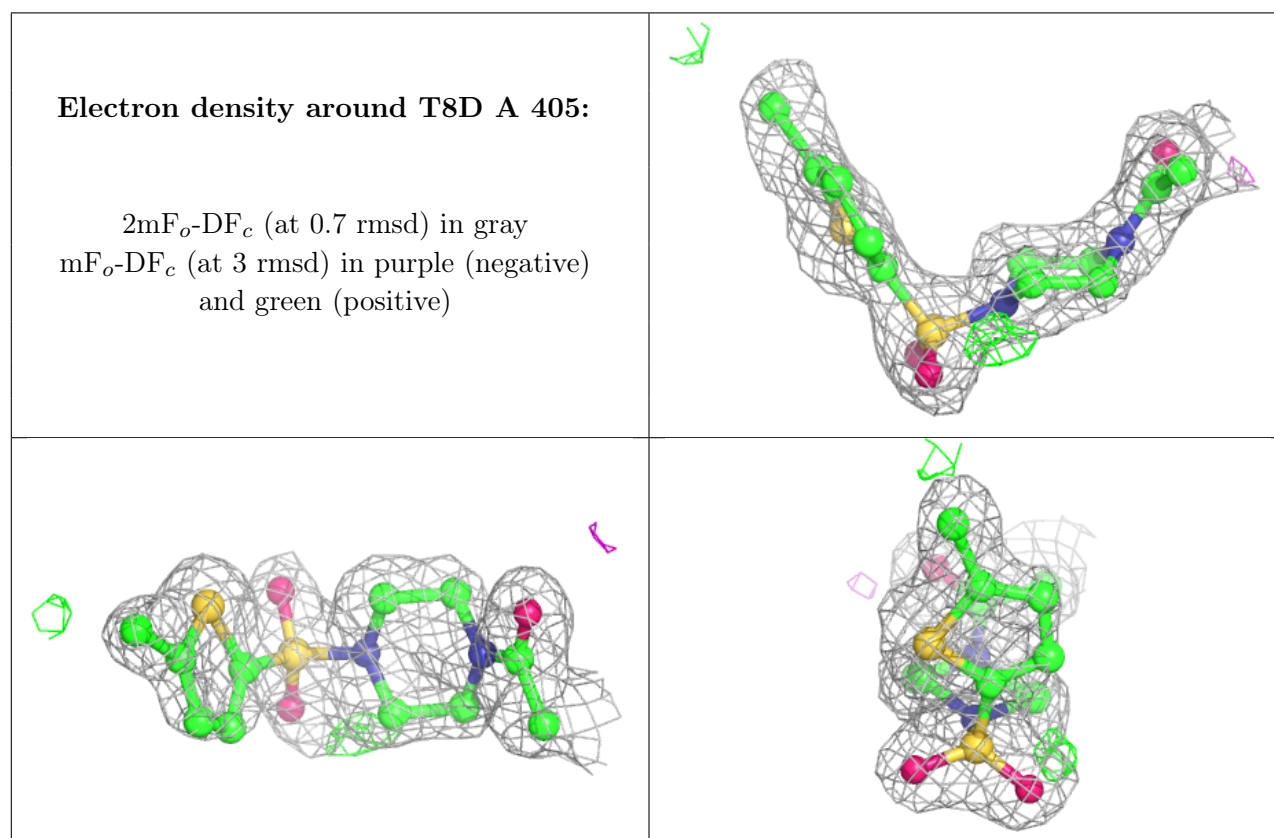 Electron density around T8D A 405:
2mFo-DFc (at 0.7 rmsd) in gray
mFo-DFc (at 3 rmsd) in purple (negative)
and green (positive)